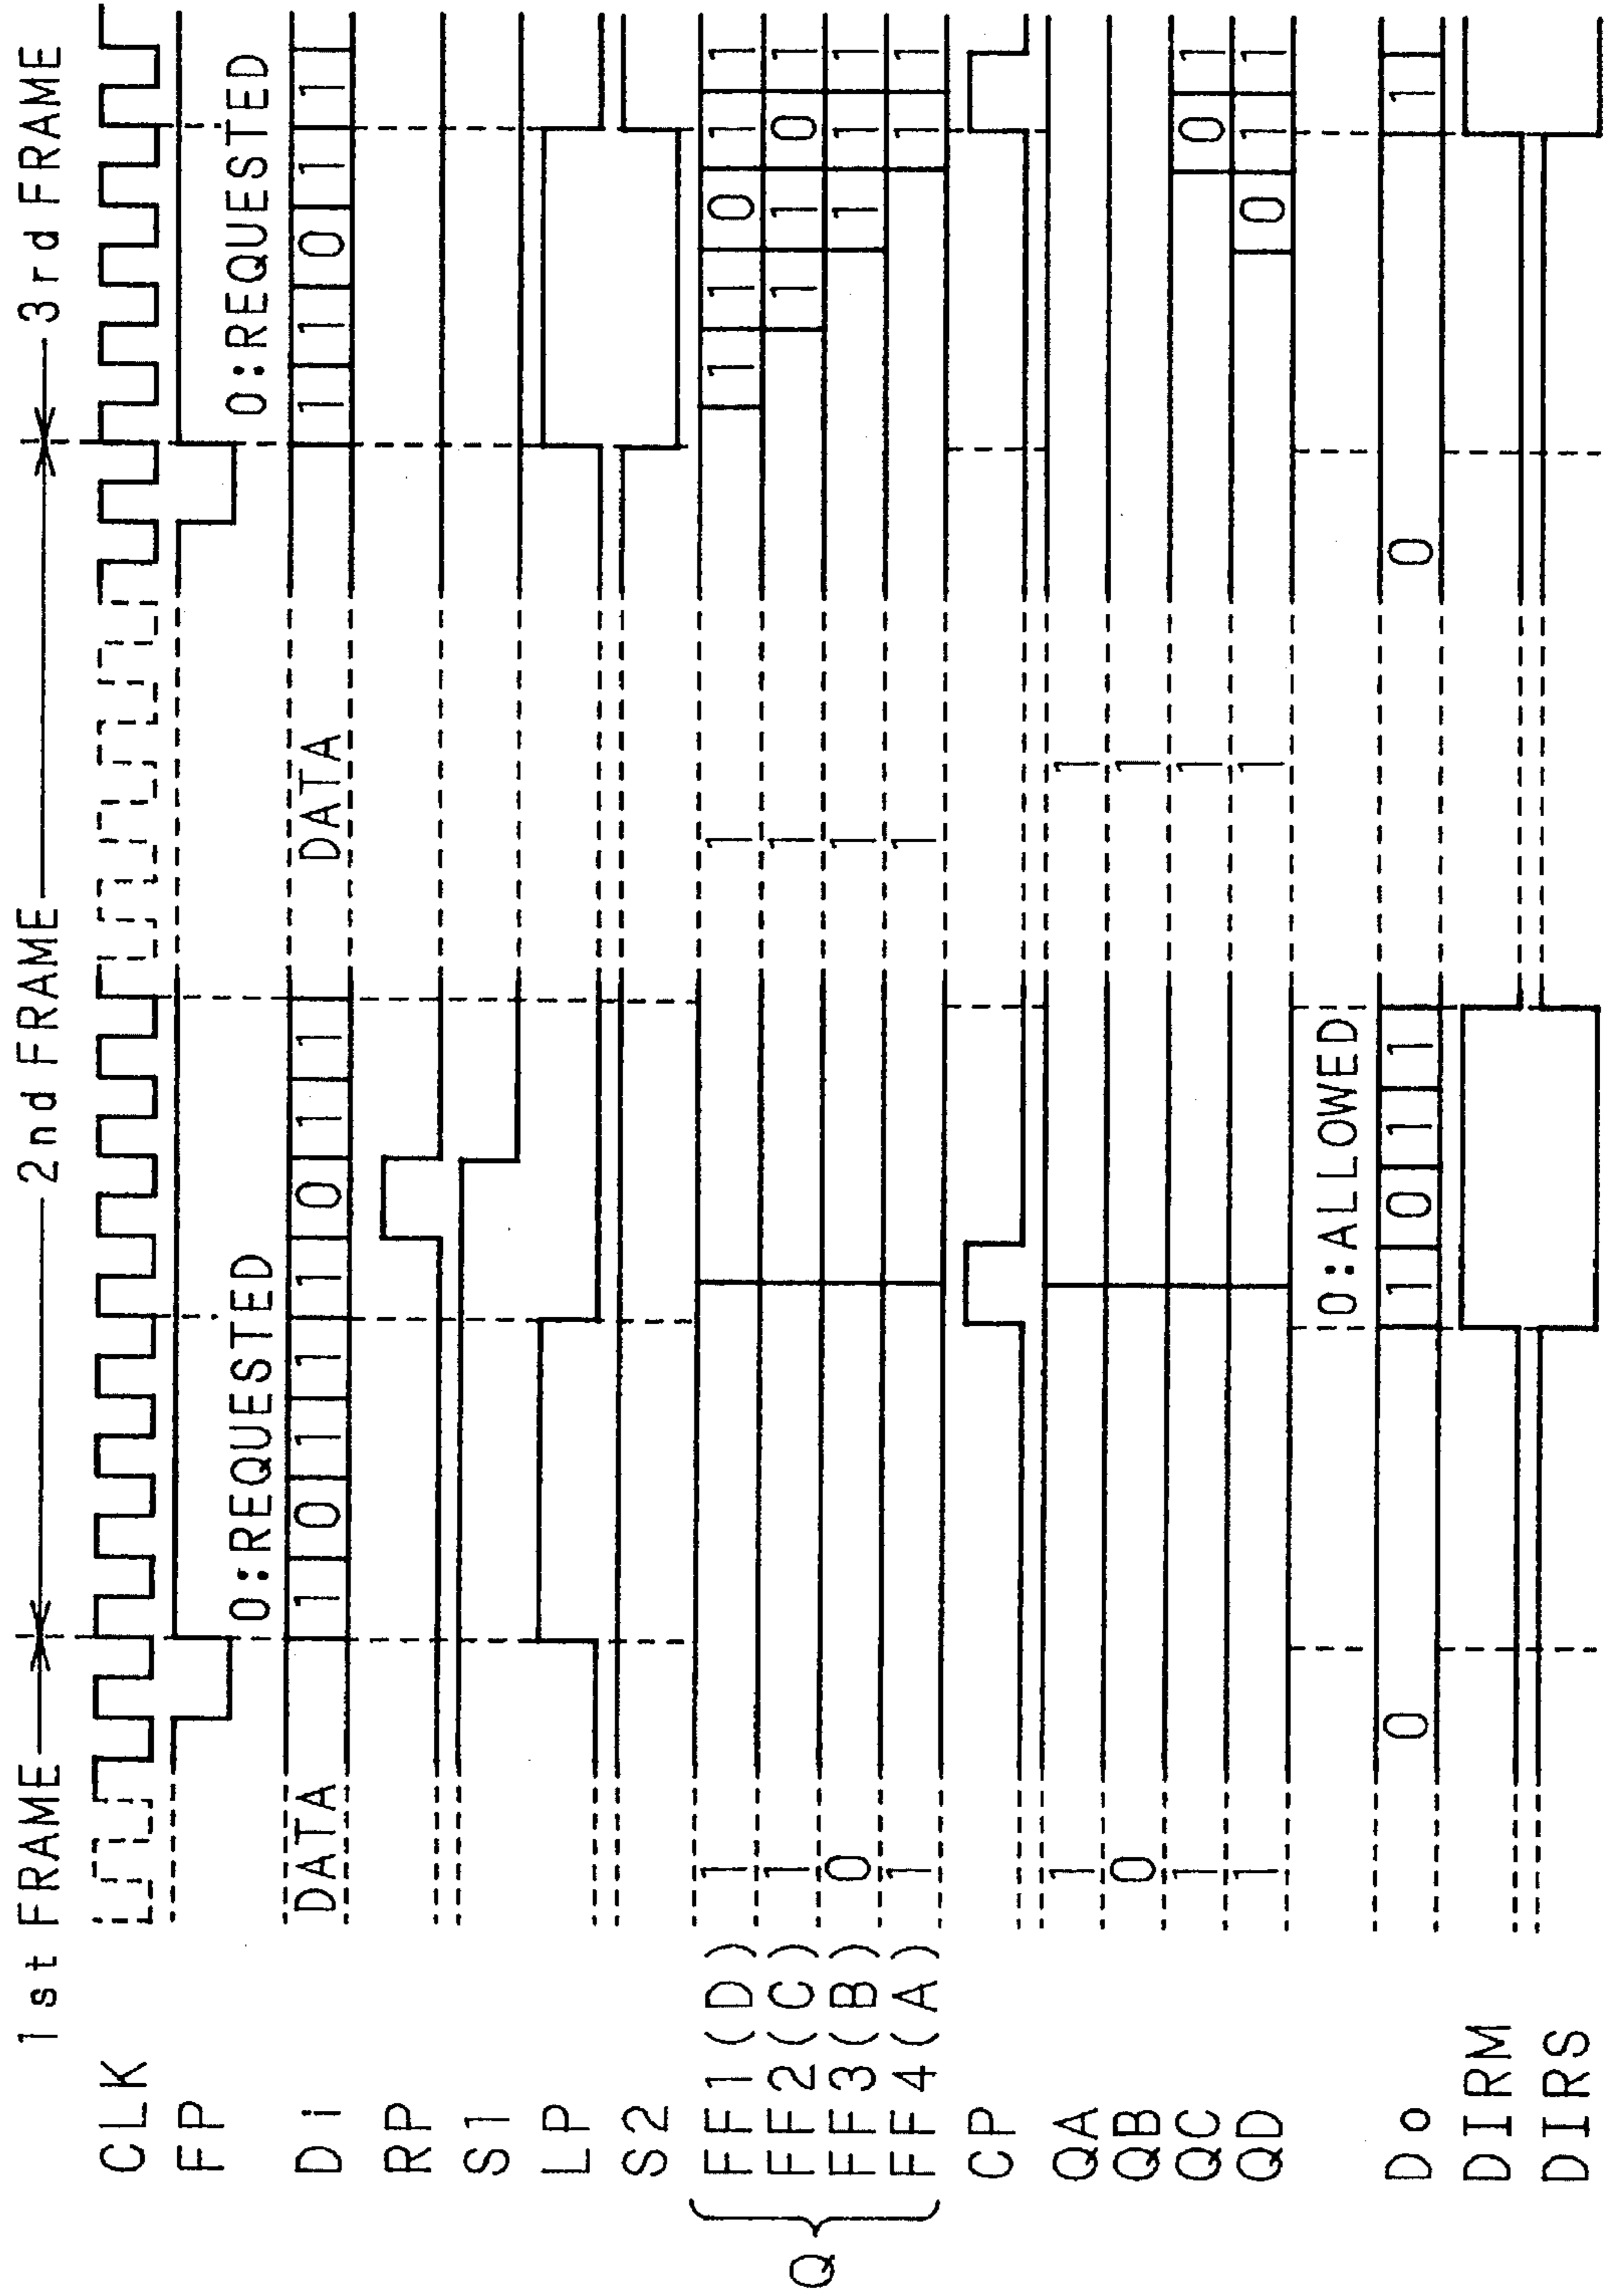 1st FRAME 2nd FRAME 3rd FRAME
CLK
FP
0:REQUESTED 0:REQUESTED
Di DATA 1 0 1 1 1 0 1 1 DATA 1 1 0 1 1
RP
S1
LP
S2
Q
FF1(D) 1 1 1 1 0 1 1
FF2(C) 1 1 1 1 0 1
FF3(B) 0 1 1 1 1
FF4(A) 1 1 1 1
CP
QA 1 1
QB 0 1
QC 1 1 0 1
QD 1 1 0 1 1
0:ALLOWED
Do 0 1 0 1 1 0 1
DIRM
DIRS